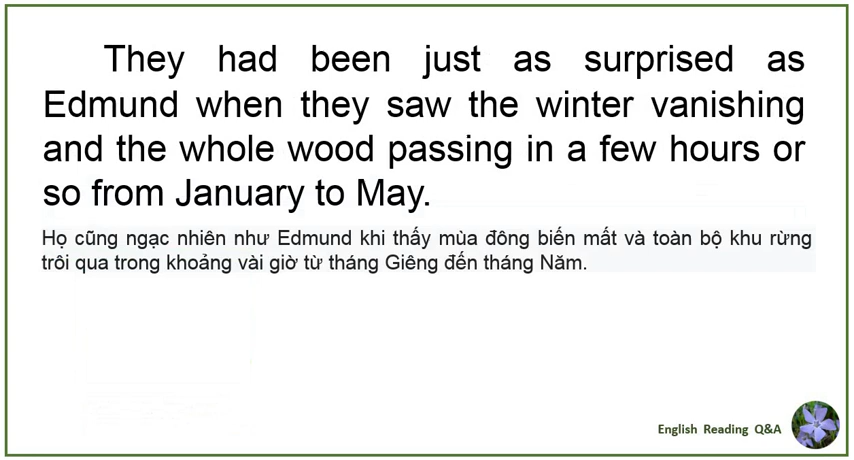 They had been just as surprised as
Edmund when they saw the winter vanishing
and the whole wood passing in a few hours or
so from January to May.
Họ cũng ngạc nhiên như Edmund khi thấy mùa đông biến mất và toàn bộ khu rừng
trôi qua trong khoảng vài giờ từ tháng Giêng đến tháng Năm.
English Reading Q&A